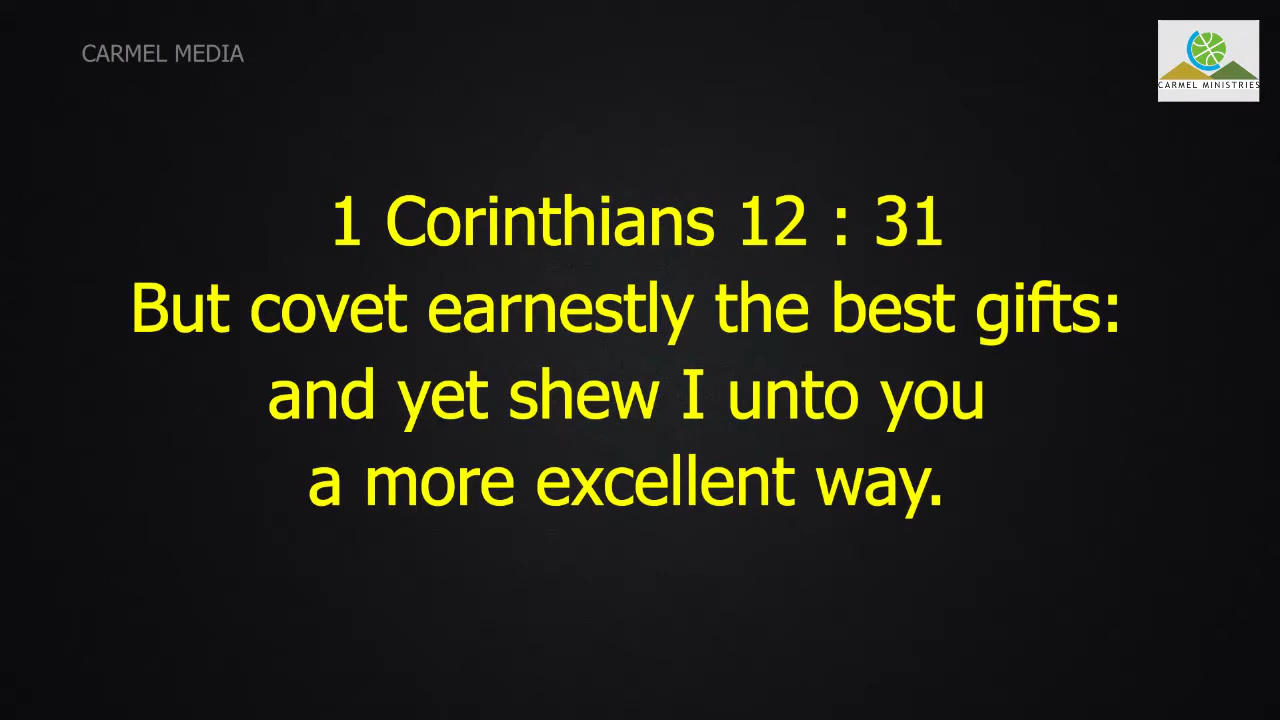 CARMEL MEDIA
CARMEL MINISTRIES
1 Corinthians 12 : 31
But covet earnestly the best gifts:
and yet shew I unto you
a more excellent way.